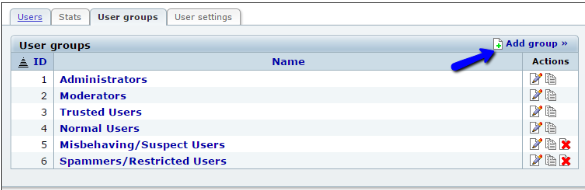 Users Stats User groups User settings
User groups Add group »
ID Name Actions
1 Administrators
2 Moderators
3 Trusted Users
4 Normal Users
5 Misbehaving/Suspect Users
6 Spammers/Restricted Users